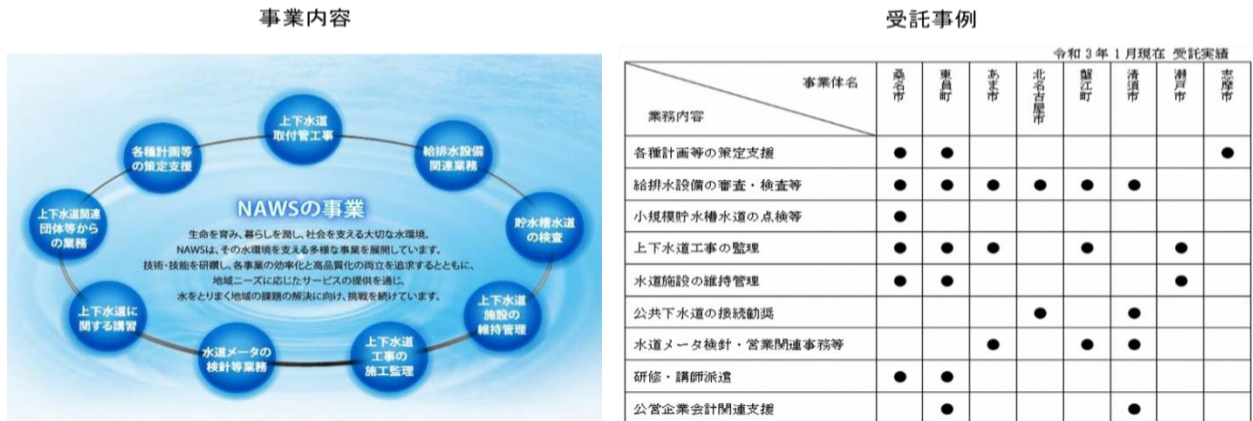 事業内容
上下水道
取付管工事
各種計画等
の策定支援
給排水設備
関連業務
上下水道関連
団体等から
の業務
貯水槽水道
の検査
NAWSの事業
生命を育み、暮らしを潤し、社会を支える大切な水環境。
NAWSは、その水環境を支える多様な事業を展開しています。
技術・技能を研鑽し、各事業の効率化と高品質化の両立を追求するとともに、
地域ニーズに応じたサービスの提供を通じ、
水をとりまく地域の課題の解決に向け、挑戦を続けています。
上下水道に
関する講習
上下水道
施設の
維持管理
水道メータの
検針等業務
上下水道
工事の
施工監理
受託事例
令和3年1月現在 受託実績
事業体名
業務内容
桑名市
東員町
あま市
北名古屋市
蟹江町
清須市
瀬戸市
志摩市
各種計画等の策定支援 ● ● ●
給排水設備の審査・検査等 ● ● ● ● ● ●
小規模貯水槽水道の点検等 ●
上下水道工事の監理 ● ● ● ● ●
水道施設の維持管理 ● ● ●
公共下水道の接続勧奨 ● ●
水道メータ検針・営業関連事務等 ● ● ●
研修・講師派遣 ● ●
公営企業会計関連支援 ● ●